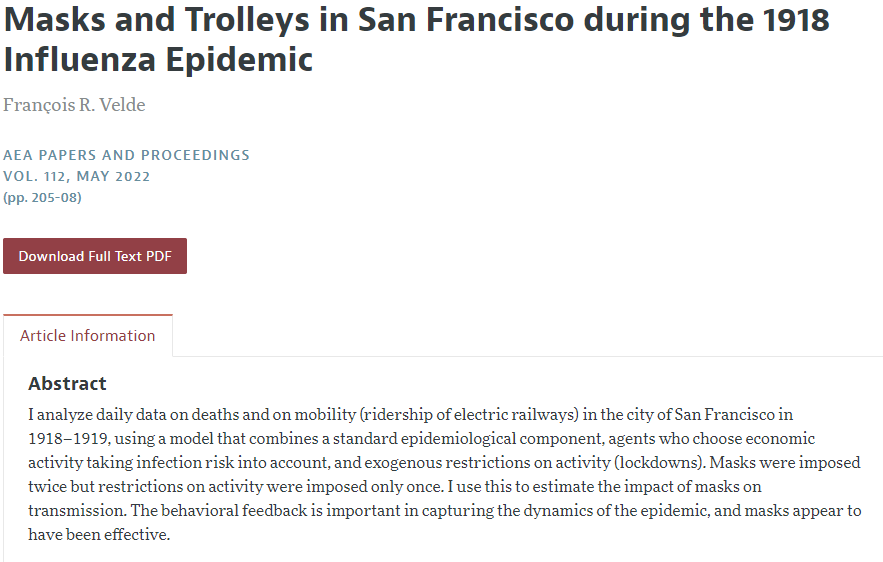 Masks and Trolleys in San Francisco during the 1918
Influenza Epidemic
François R. Velde
AEA PAPERS AND PROCEEDINGS
VOL. 112, MAY 2022
(pp. 205-08)
Download Full Text PDF
Article Information
Abstract
I analyze daily data on deaths and on mobility (ridership of electric railways) in the city of San Francisco in
1918–1919, using a model that combines a standard epidemiological component, agents who choose economic
activity taking infection risk into account, and exogenous restrictions on activity (lockdowns). Masks were imposed
twice but restrictions on activity were imposed only once. I use this to estimate the impact of masks on
transmission. The behavioral feedback is important in capturing the dynamics of the epidemic, and masks appear to
have been effective.